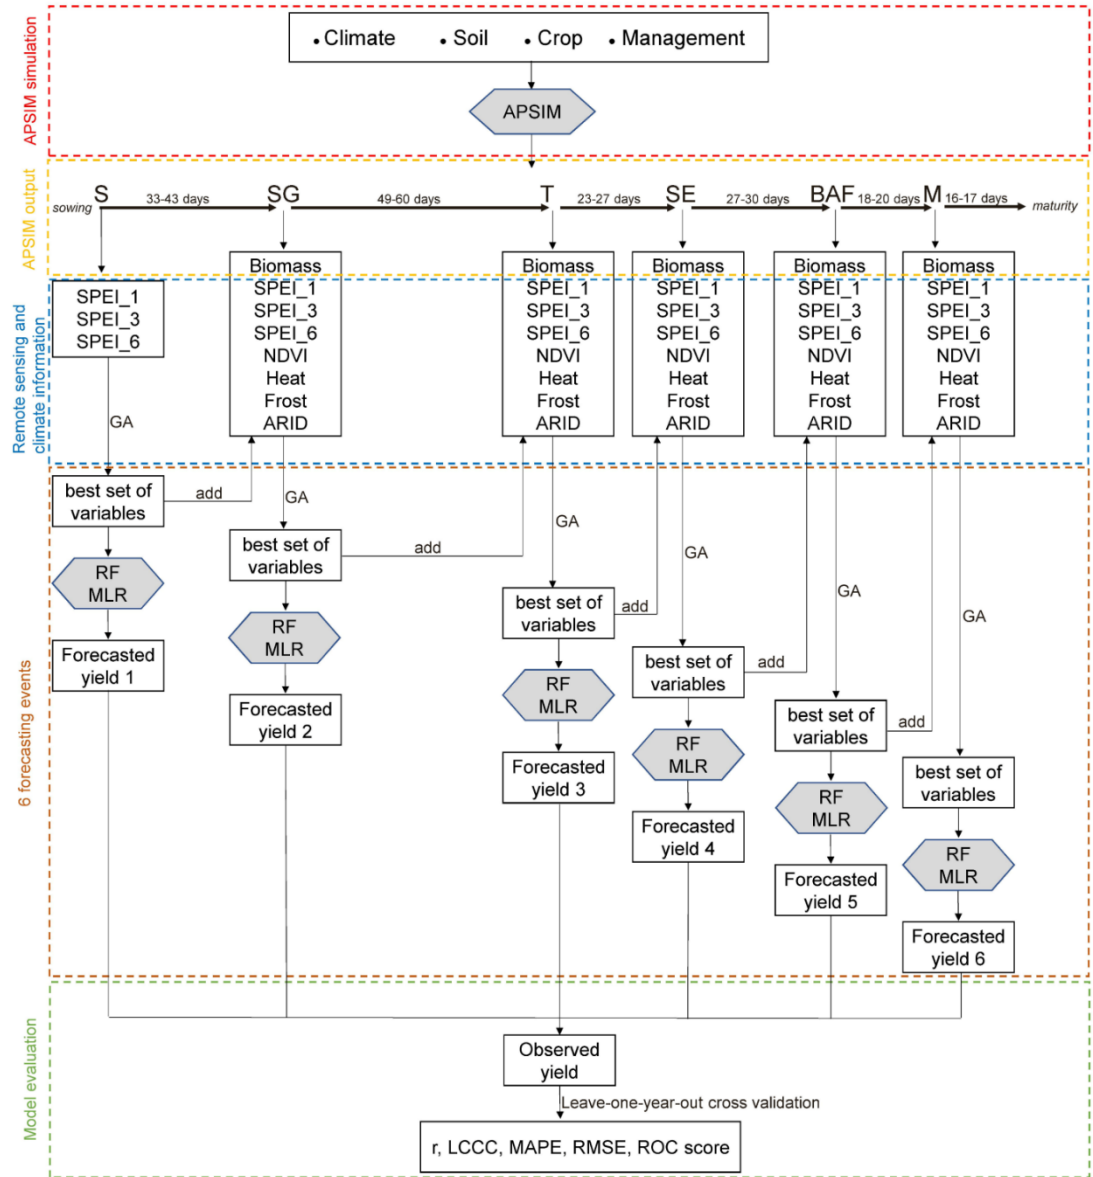 APSIM simulation
• Climate • Soil • Crop • Management
APSIM
APSIM output
S SG T SE BAF M
sowing 33-43 days 49-60 days 23-27 days 27-30 days 18-20 days 16-17 days maturity
Remote sensing and
climate information
SPEI_1
SPEI_3
SPEI_6
Biomass
SPEI_1
SPEI_3
SPEI_6
NDVI
Heat
Frost
ARID
Biomass
SPEI_1
SPEI_3
SPEI_6
NDVI
Heat
Frost
ARID
Biomass
SPEI_1
SPEI_3
SPEI_6
NDVI
Heat
Frost
ARID
Biomass
SPEI_1
SPEI_3
SPEI_6
NDVI
Heat
Frost
ARID
Biomass
SPEI_1
SPEI_3
SPEI_6
NDVI
Heat
Frost
ARID
6 forecasting events
GA
best set of
variables
add
RF
MLR
Forecasted
yield 1
GA
best set of
variables
add
RF
MLR
Forecasted
yield 2
GA
best set of
variables
add
RF
MLR
Forecasted
yield 3
GA
best set of
variables
add
RF
MLR
Forecasted
yield 4
GA
best set of
variables
add
RF
MLR
Forecasted
yield 5
GA
best set of
variables
RF
MLR
Forecasted
yield 6
Model evaluation
Observed
yield
Leave-one-year-out cross validation
r, LCCC, MAPE, RMSE, ROC score